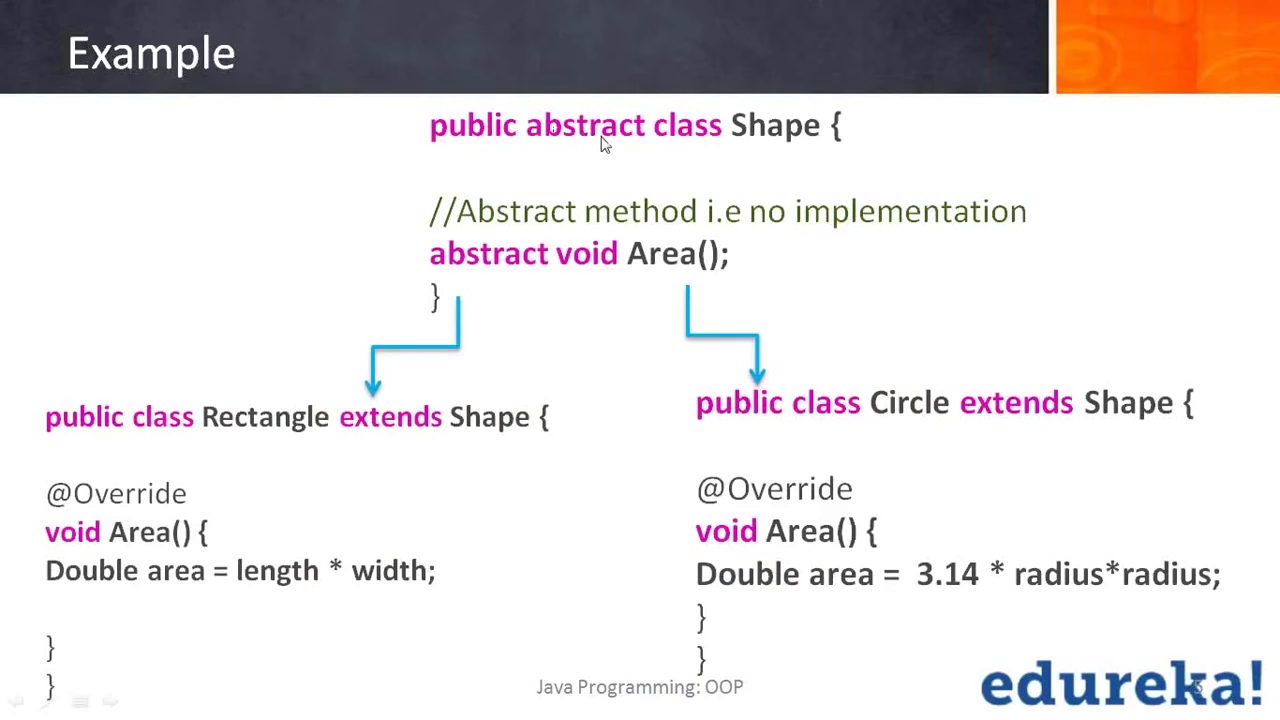 Example
public abstract class Shape {
//Abstract method i.e no implementation
abstract void Area();
}
public class Rectangle extends Shape {
@Override
void Area() {
Double area = length * width;
}
}
public class Circle extends Shape {
@Override
void Area() {
Double area =  3.14 * radius*radius;
}
}
Java Programming: OOP
edureka!